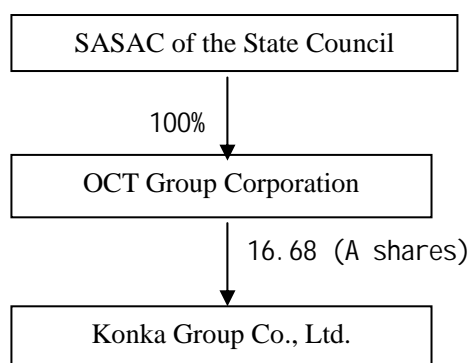 SASAC of the State Council
100%
OCT Group Corporation
16.68 (A shares)
Konka Group Co., Ltd.